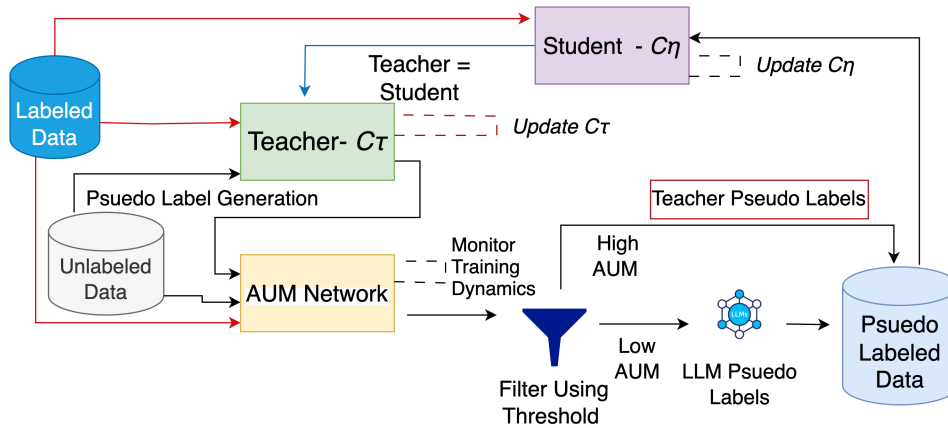 Student - Cη
Update Cη
Teacher =
Student
Labeled
Data
Teacher- Cτ
Update Cτ
Psuedo Label Generation
Teacher Pseudo Labels
Unlabeled
Data
AUM Network
Monitor
Training
Dynamics
High
AUM
LLMs
Low
AUM
Filter Using
Threshold
LLM Psuedo
Labels
Psuedo
Labeled
Data